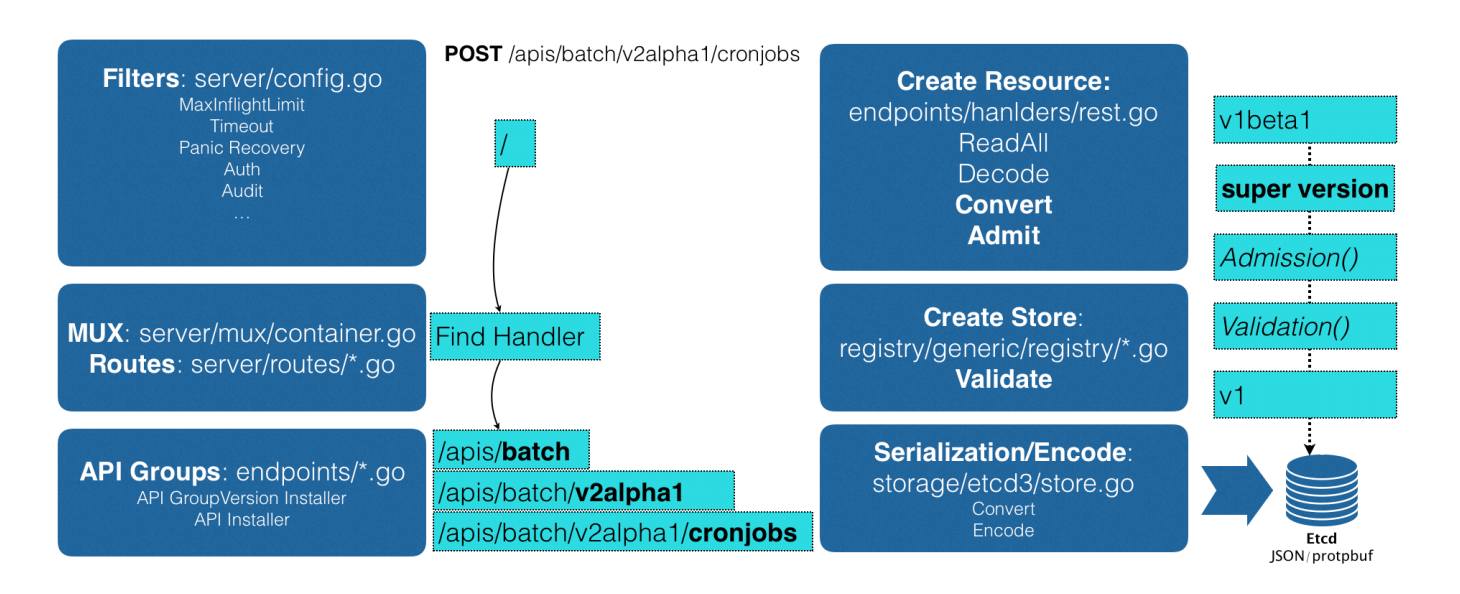 Filters: server/config.go
MaxInflightLimit
Timeout
Panic Recovery
Auth
Audit
...
MUX: server/mux/container.go
Routes: server/routes/*.go
API Groups: endpoints/*.go
API GroupVersion Installer
API Installer
POST /apis/batch/v2alpha1/cronjobs
/
Find Handler
/apis/batch
/apis/batch/v2alpha1
/apis/batch/v2alpha1/cronjobs
Create Resource:
endpoints/hanlders/rest.go
ReadAll
Decode
Convert
Admit
Create Store:
registry/generic/registry/*.go
Validate
Serialization/Encode:
storage/etcd3/store.go
Convert
Encode
v1beta1
super version
Admission()
Validation()
v1
Etcd
JSON/protpbuf